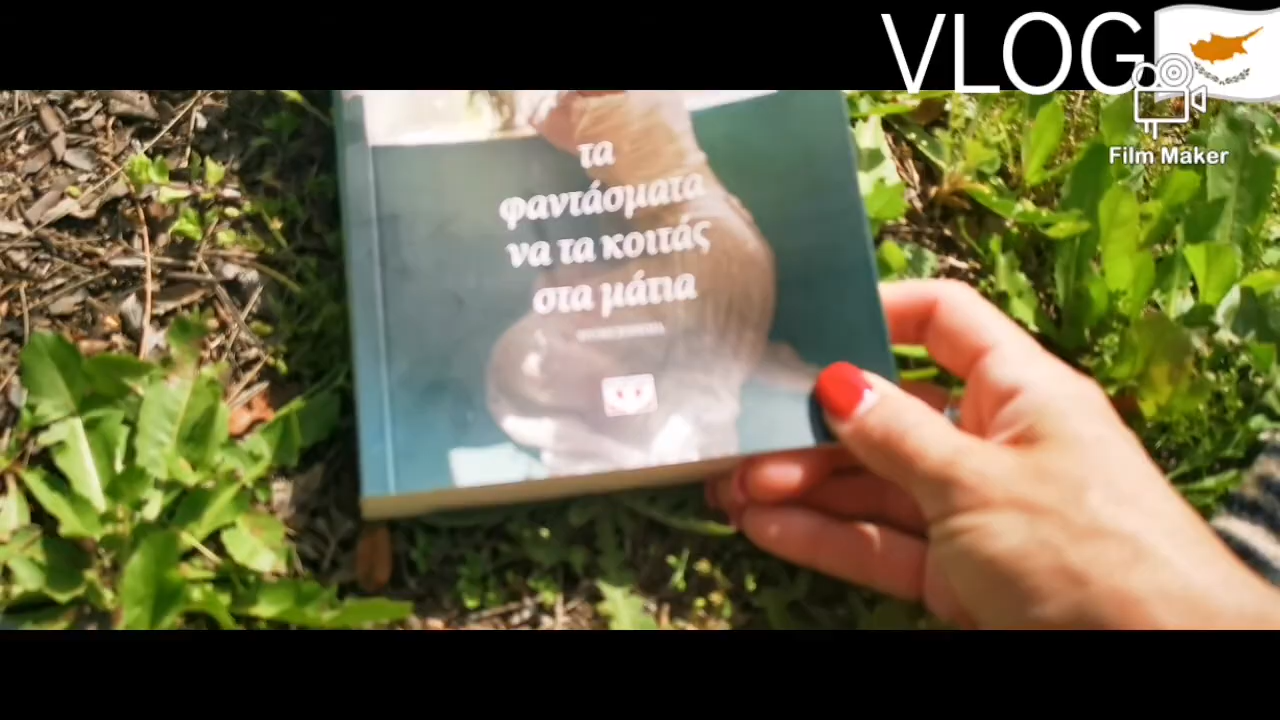 VLOG
Film Maker
τα
φαντάσματα
να τα κοιτάς
στα μάτια